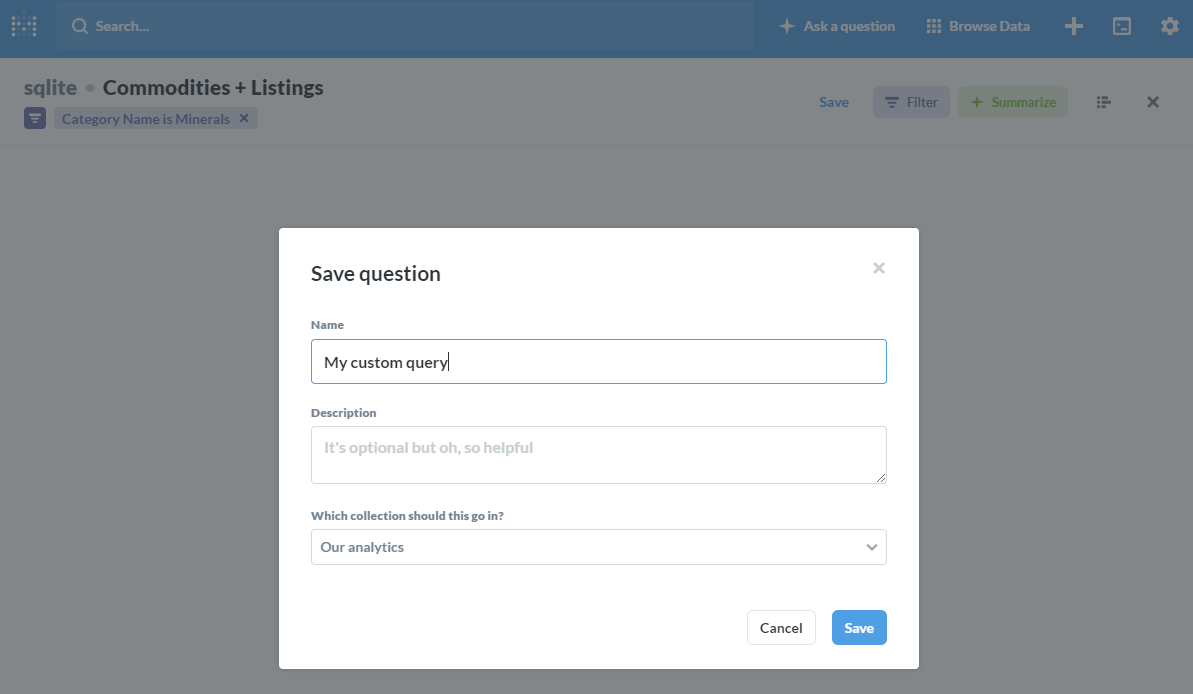 Search...
Ask a question
Browse Data
sqlite • Commodities + Listings
Save
Filter
Summarize
Category Name is Minerals
Save question
Name
My custom query
Description
It's optional but oh, so helpful
Which collection should this go in?
Our analytics
Cancel
Save